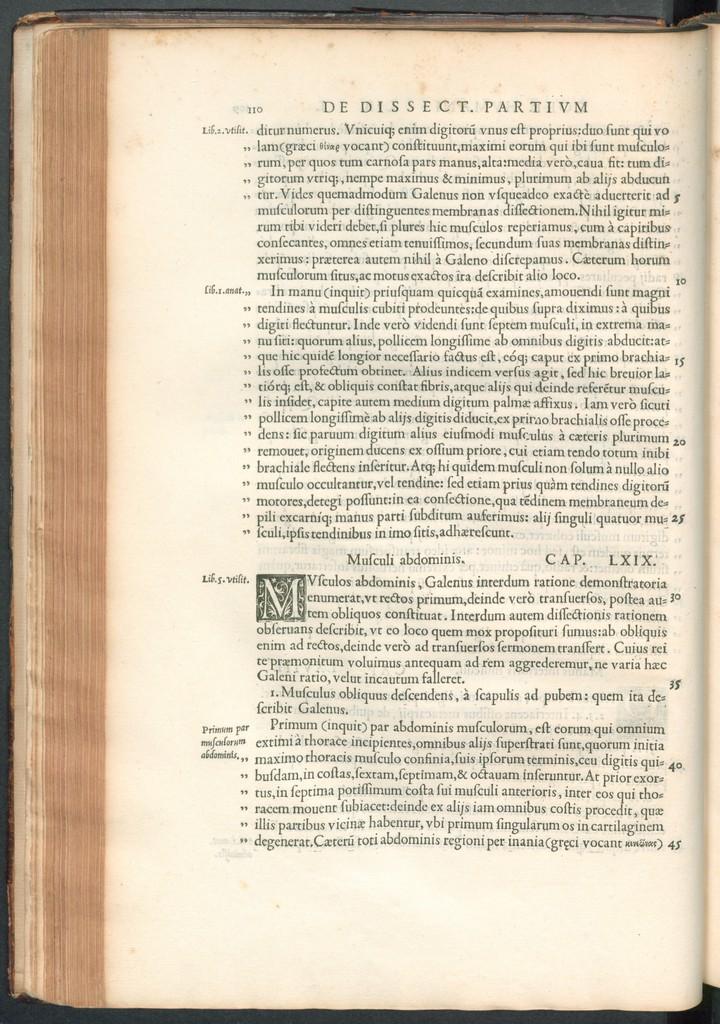 110 DE DISSECT. PARTIVM
Lib.2.vtilit. ditur numerus. Vnicuiq; enim digitorũ vnus eſt proprius: duo ſunt qui vo
„ lam (græci θέναρ vocant) conſtituunt, maximi eorum qui ibi ſunt muſculo-
„ rum, per quos tum carnoſa pars manus, alta: media verò, caua fit: tum di-
„ gitorum vtriq;, nempe maximus & minimus, plurimum ab alijs abducun
„ tur. Vides quemadmodum Galenus non vſqueadeo exactè aduerterit ad 5
muſculorum per diſtinguentes membranas diſſectionem. Nihil igitur mi-
rum tibi videri debet, ſi plures hic muſculos reperiamus, cum à capitibus
conſecantes, omnes etiam tenuiſſimos, ſecundum ſuas membranas diſtin-
xerimus: præterea autem nihil à Galeno diſcrepamus. Cæterum horum
muſculorum ſitus, ac motus exactos ita deſcribit alio loco. 10
Lib.1.anat. „ In manu (inquit) priuſquam quicquã examines, amouendi ſunt magni
„ tendines à muſculis cubiti prodeuntes: de quibus ſupra diximus: à quibus
„ digiti flectuntur. Inde verò videndi ſunt ſeptem muſculi, in extrema ma-
„ nu ſiti: quorum alius, pollicem longiſſime ab omnibus digitis abducit: at-
„ que hic quidẽ longior neceſſario factus eſt, eóq; caput ex primo brachia- 15
„ lis oſſe profectum obtinet. Alius indicem verſus agit, ſed hic breuior la-
„ tiórq; eſt, & obliquis conſtat fibris, atque alijs qui deinde referẽtur muſcu-
„ lis inſidet, capite autem medium digitum palmæ affixus. Iam verò ſicuti
„ pollicem longiſſimè ab alijs digitis diducit, ex primo brachialis oſſe proce-
„ dens: ſic paruum digitum alius eiuſmodi muſculus à cæteris plurimum 20
„ remouet, originem ducens ex oſſium priore, cui etiam tendo totum inibi
„ brachiale flectens inſeritur. Atq; hi quidem muſculi non ſolum à nullo alio
„ muſculo occultantur, vel tendine: ſed etiam prius quàm tendines digitorũ
„ motores, detegi poſſunt: in ea conſectione, qua tẽdinem membraneum de-
„ pili excarniq; manus parti ſubditum auferimus: alij ſinguli quatuor mu- 25
„ ſculi, ipſis tendinibus in imo ſitis, adhæreſcunt.
Muſculi abdominis. CAP. LXIX.
Lib.5.vtilit. MVſculos abdominis, Galenus interdum ratione demonſtratoria
enumerat, vt rectos primum, deinde verò tranſuerſos, poſtea au- 30
tem obliquos conſtituat. Interdum autem diſſectionis rationem
obſeruans deſcribit, vt eo loco quem mox propoſituri ſumus: ab obliquis
enim ad rectos, deinde verò ad tranſuerſos ſermonem tranſfert. Cuius rei
te præmonitum voluimus antequam ad rem aggrederemur, ne varia hæc
Galeni ratio, velut incautum falleret. 35
1. Muſculus obliquus deſcendens, à ſcapulis ad pubem: quem ita de-
ſcribit Galenus.
Primum par Primum (inquit) par abdominis muſculorum, eſt eorum qui omnium
muſculorum „ extimi à thorace incipientes, omnibus alijs ſuperſtrati ſunt, quorum initia
abdominis. „ maximo thoracis muſculo confinia, ſuis ipſorum terminis, ceu digitis qui- 40
„ buſdam, in coſtas, ſextam, ſeptimam, & octauam inſeruntur. At prior exor-
„ tus, in ſeptima potiſſimum coſta ſui muſculi anterioris, inter eos qui tho-
„ racem mouent ſubiacet: deinde ex alijs iam omnibus coſtis procedit, quæ
„ illis partibus vicinæ habentur, vbi primum ſingularum os in cartilaginem
„ degenerat. Cæterũ toti abdominis regioni per inania (gręci vocant) 45